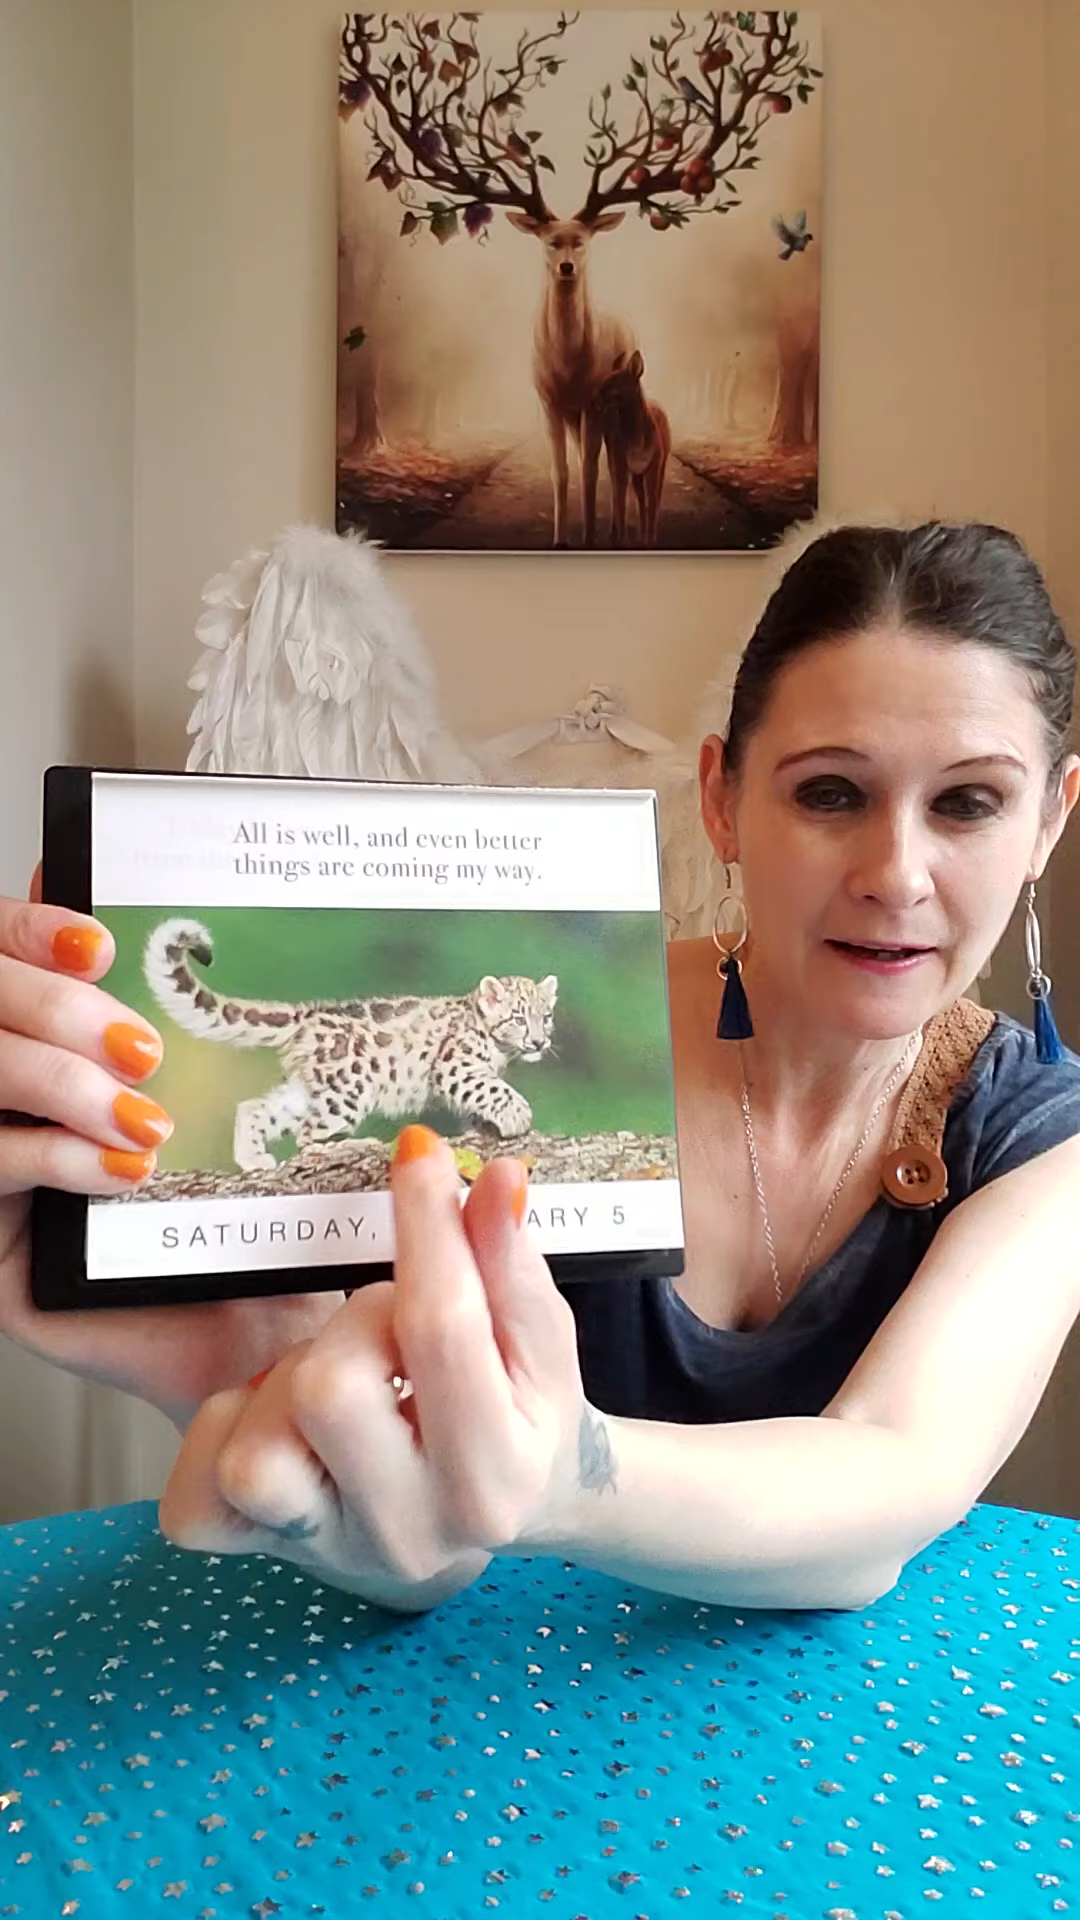 All is well, and even better
things are coming my way.
SATURDAY, ARY 5